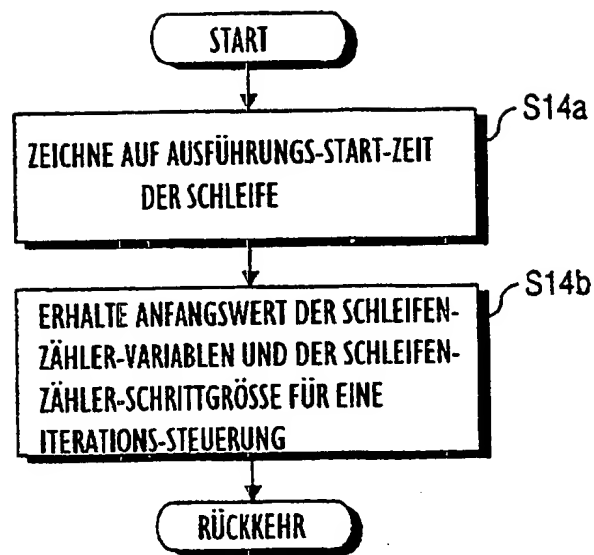 START
S14a
ZEICHNE AUF AUSFÜHRUNGS-START-ZEIT
DER SCHLEIFE
S14b
ERHALTE ANFANGSWERT DER SCHLEIFEN-
ZÄHLER-VARIABLEN UND DER SCHLEIFEN-
ZÄHLER-SCHRITTGRÖSSE FÜR EINE
ITERATIONS-STEUERUNG
RÜCKKEHR